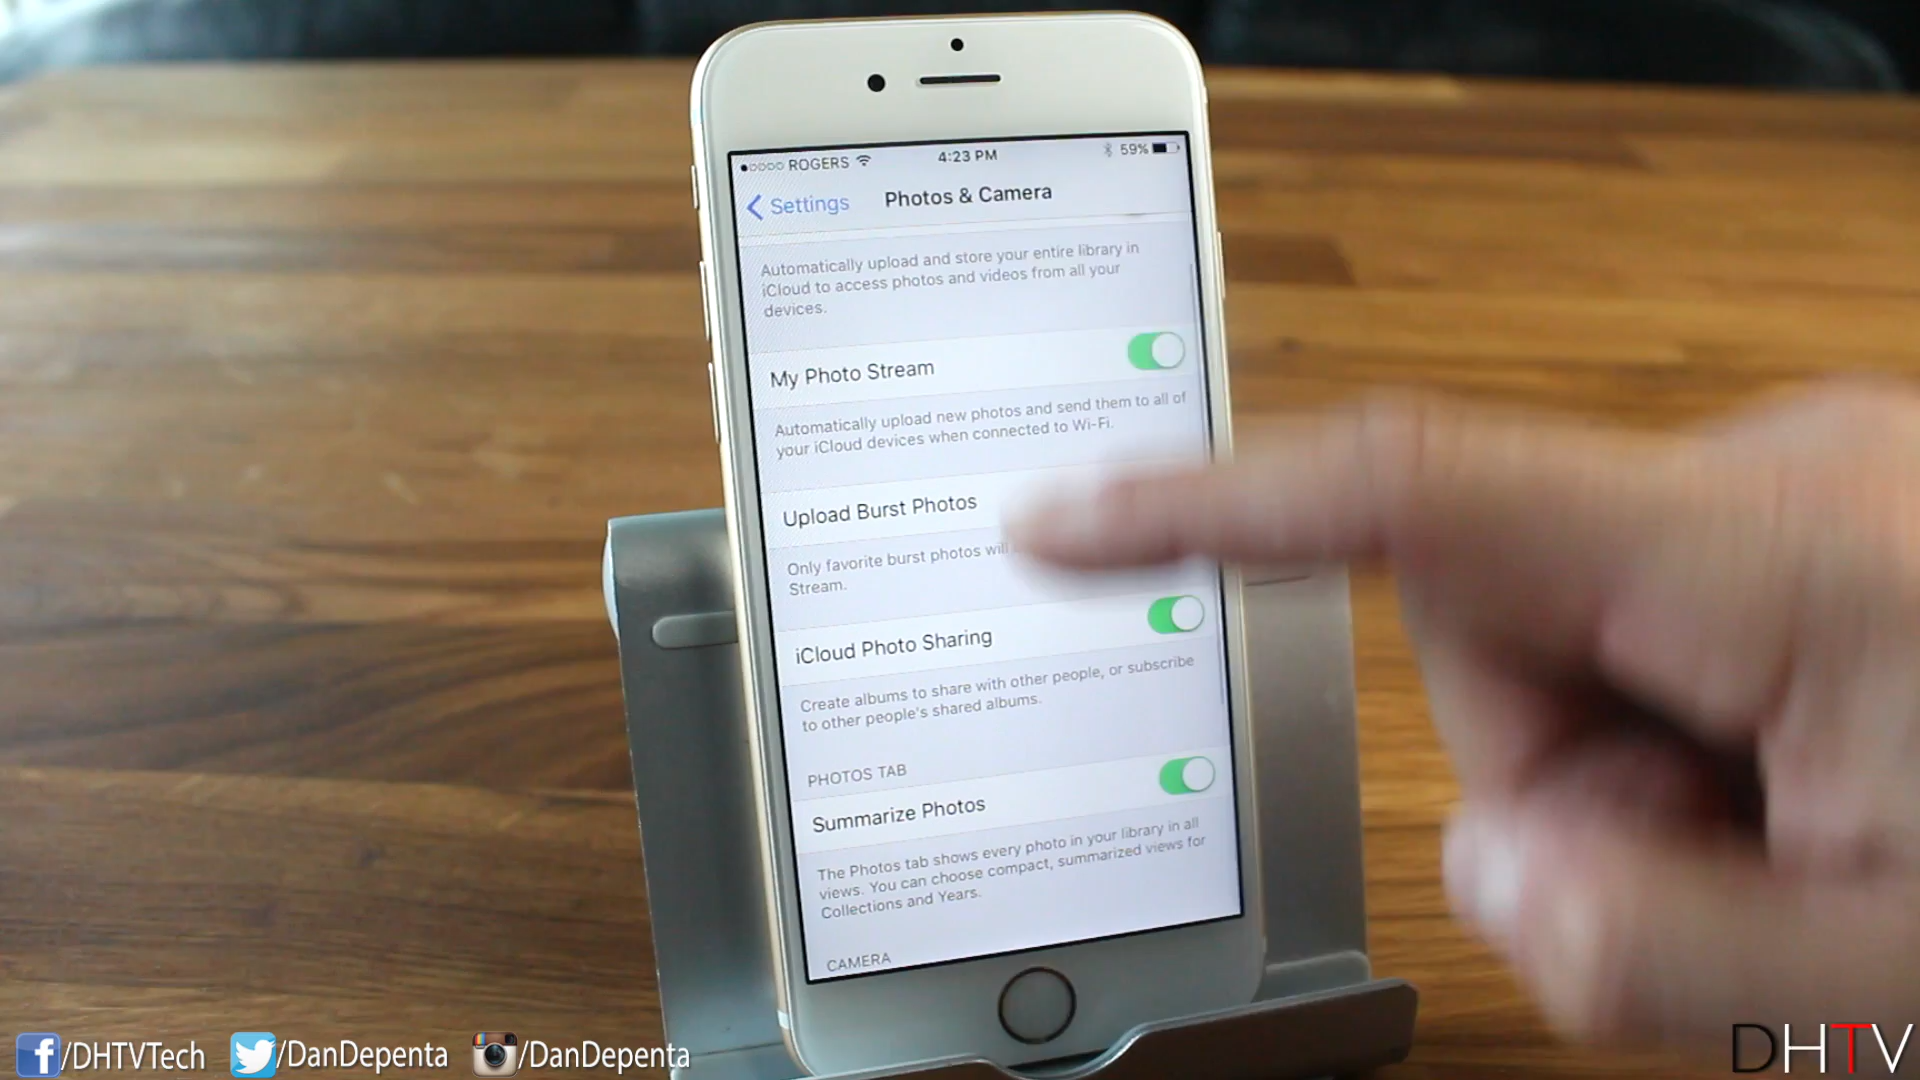 ROGERS 4:23 PM 59%
Settings Photos & Camera
Automatically upload and store your entire library in
iCloud to access photos and videos from all your
devices.
My Photo Stream
Automatically upload new photos and send them to all of
your iCloud devices when connected to Wi-Fi.
Upload Burst Photos
Only favorite burst photos will
Stream.
iCloud Photo Sharing
Create albums to share with other people, or subscribe
to other people's shared albums.
PHOTOS TAB
Summarize Photos
The Photos tab shows every photo in your library in all
views. You can choose compact, summarized views for
Collections and Years.
CAMERA
f/DHTVTech /DanDepenta /DanDepenta
DHTV